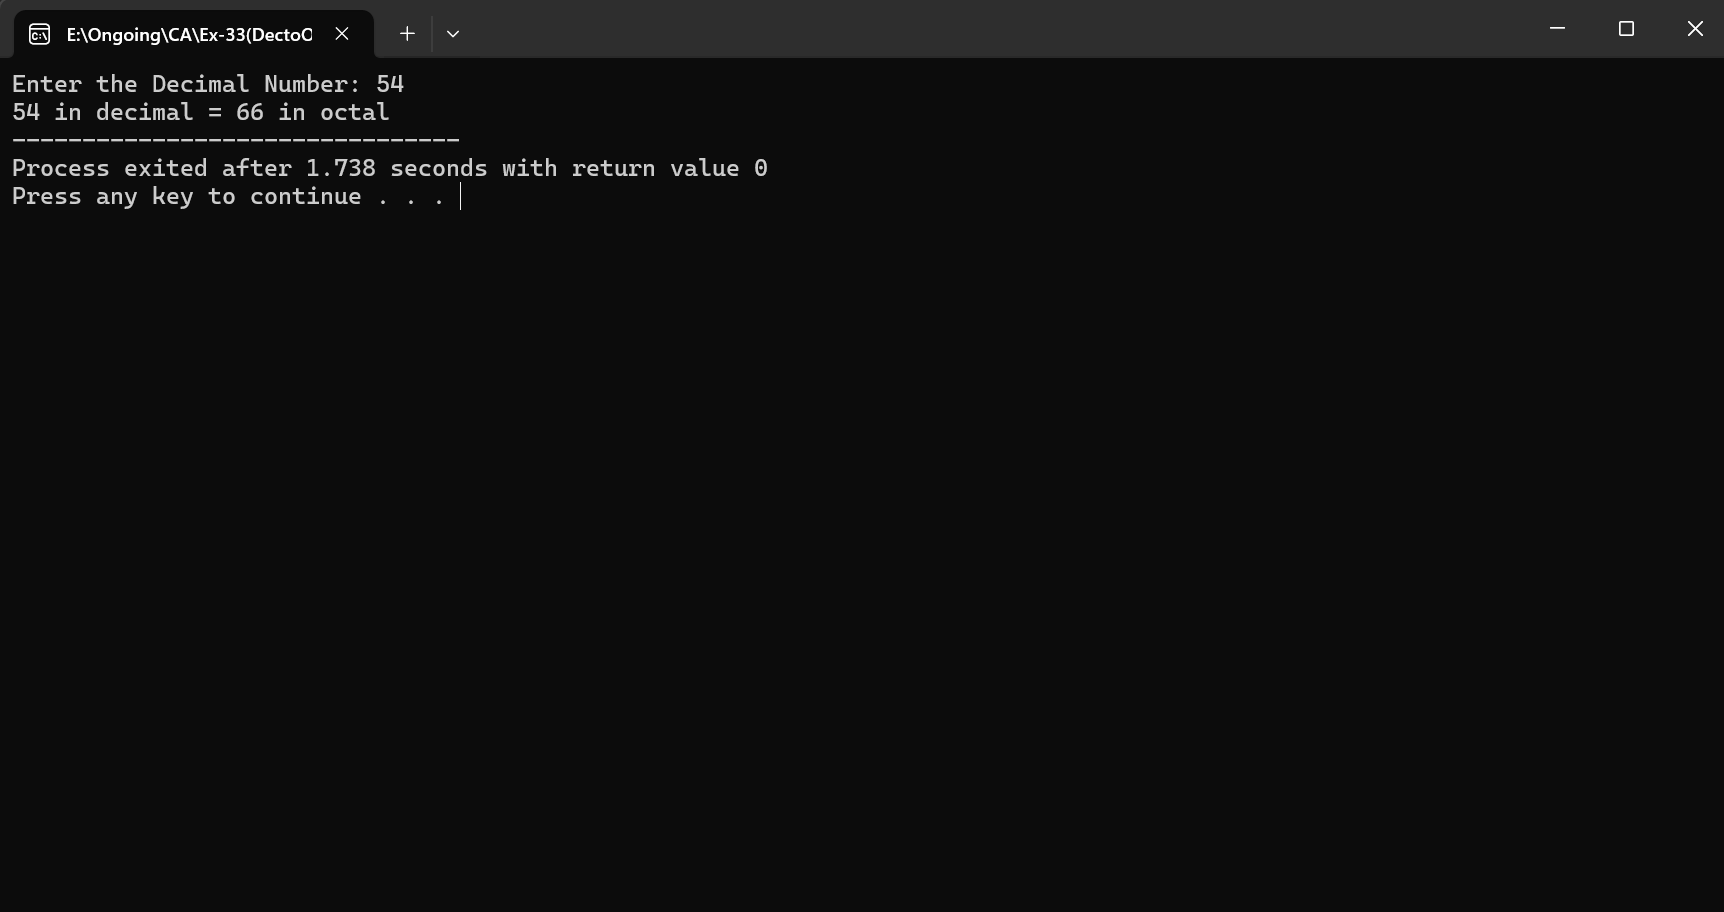 E:\Ongoing\CA\Ex-33(DectoO
Enter the Decimal Number: 54
54 in decimal = 66 in octal
--------------------------------
Process exited after 1.738 seconds with return value 0
Press any key to continue . . .